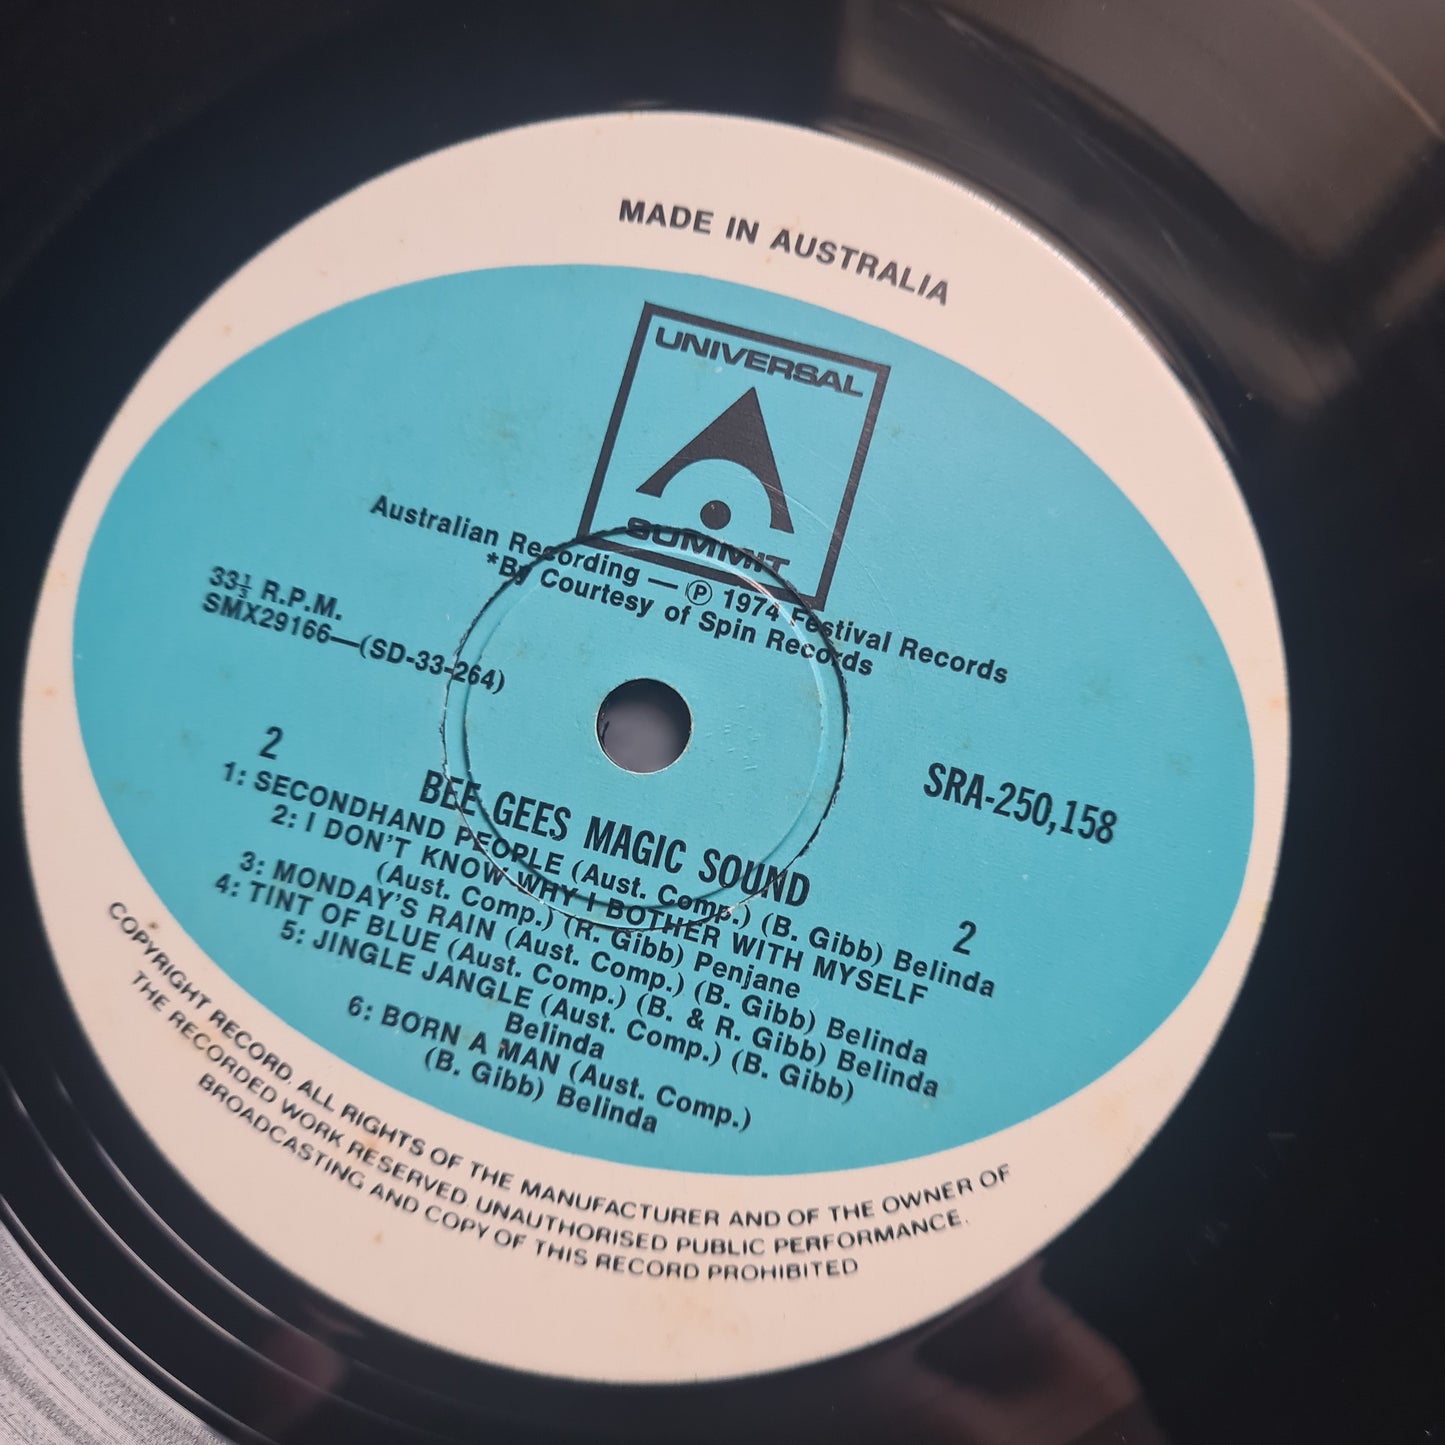 MADE IN AUSTRALIA
UNIVERSAL
SUMMIT
Australian Recording — Ⓟ 1974 Festival Records
*By Courtesy of Spin Records
33⅓ R.P.M.
SMX29166—(SD-33-264)
SRA-250,158
2
2
BEE GEES MAGIC SOUND
1: SECONDHAND PEOPLE (Aust. Comp.) (B. Gibb) Belinda
2: I DON'T KNOW WHY I BOTHER WITH MYSELF
(Aust. Comp.) (R. Gibb) Penjane
3: MONDAY'S RAIN (Aust. Comp.) (B. Gibb) Belinda
4: TINT OF BLUE (Aust. Comp.) (B. & R. Gibb) Belinda
5: JINGLE JANGLE (Aust. Comp.) (B. Gibb)
Belinda
6: BORN A MAN (Aust. Comp.)
(B. Gibb) Belinda
COPYRIGHT RECORD. ALL RIGHTS OF THE MANUFACTURER AND OF THE OWNER OF
THE RECORDED WORK RESERVED. UNAUTHORISED PUBLIC PERFORMANCE.
BROADCASTING AND COPY OF THIS RECORD PROHIBITED